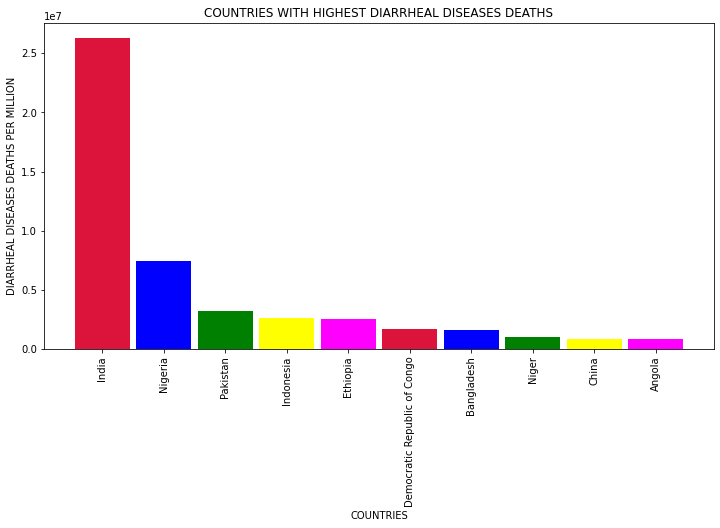 COUNTRIES WITH HIGHEST DIARRHEAL DISEASES DEATHS
1e7
DIARRHEAL DISEASES DEATHS PER MILLION
2.5
2.0
1.5
1.0
0.5
0.0
India
Nigeria
Pakistan
Indonesia
Ethiopia
Democratic Republic of Congo
Bangladesh
Niger
China
Angola
COUNTRIES